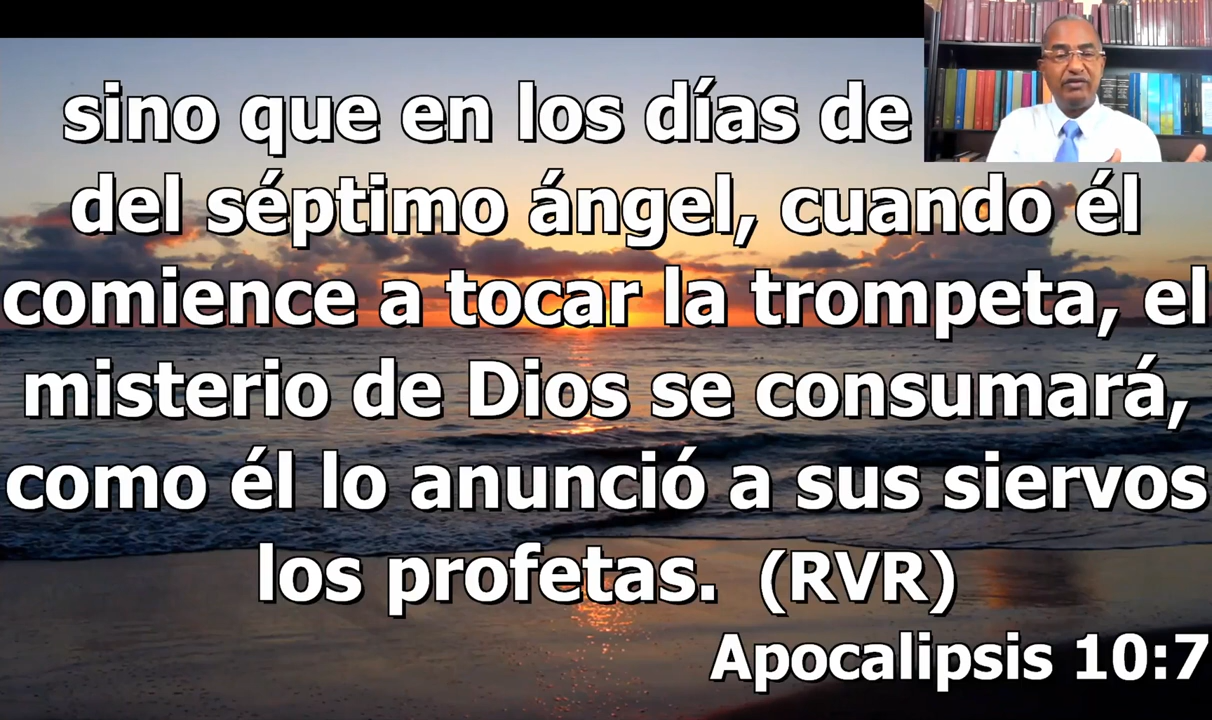 sino que en los días de
del séptimo ángel, cuando él
comience a tocar la trompeta, el
misterio de Dios se consumará,
como él lo anunció a sus siervos
los profetas. (RVR)
Apocalipsis 10:7